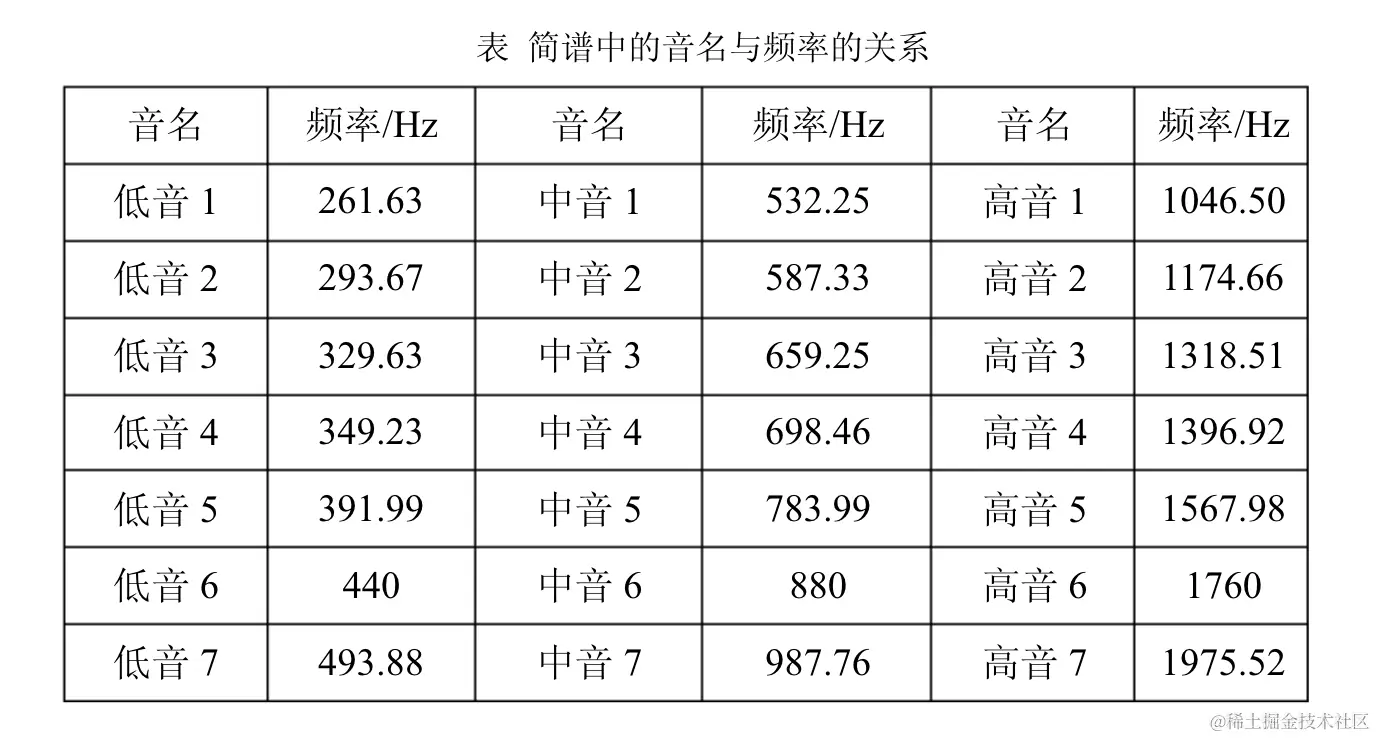 表 简谱中的音名与频率的关系
音名 频率/Hz 音名 频率/Hz 音名 频率/Hz
低音 1 261.63 中音 1 532.25 高音 1 1046.50
低音 2 293.67 中音 2 587.33 高音 2 1174.66
低音 3 329.63 中音 3 659.25 高音 3 1318.51
低音 4 349.23 中音 4 698.46 高音 4 1396.92
低音 5 391.99 中音 5 783.99 高音 5 1567.98
低音 6 440 中音 6 880 高音 6 1760
低音 7 493.88 中音 7 987.76 高音 7 1975.52
@稀土掘金技术社区